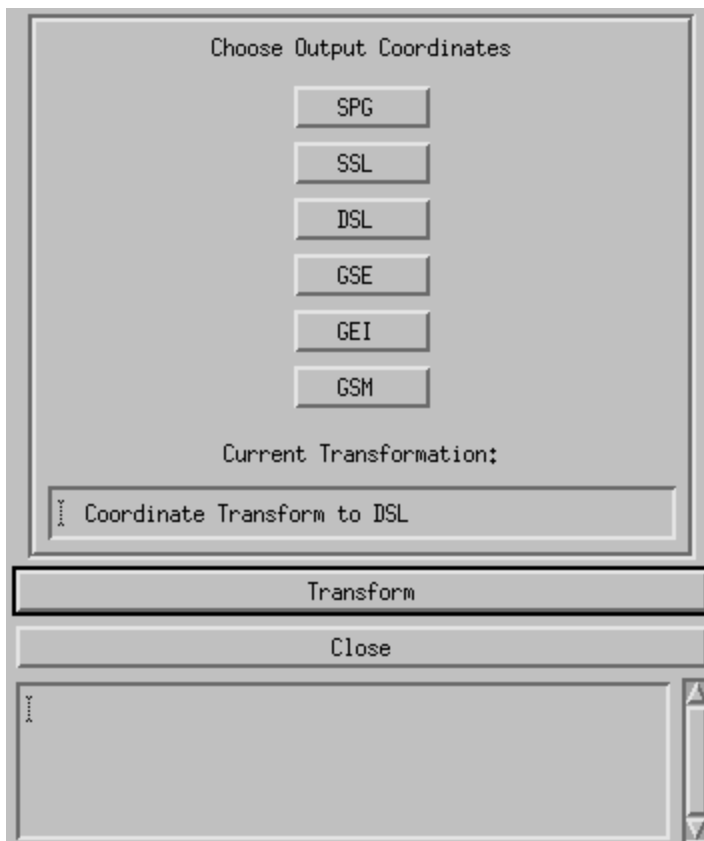 Choose Output Coordinates
SPG
SSL
DSL
GSE
GEI
GSM
Current Transformation:
Coordinate Transform to DSL
Transform
Close